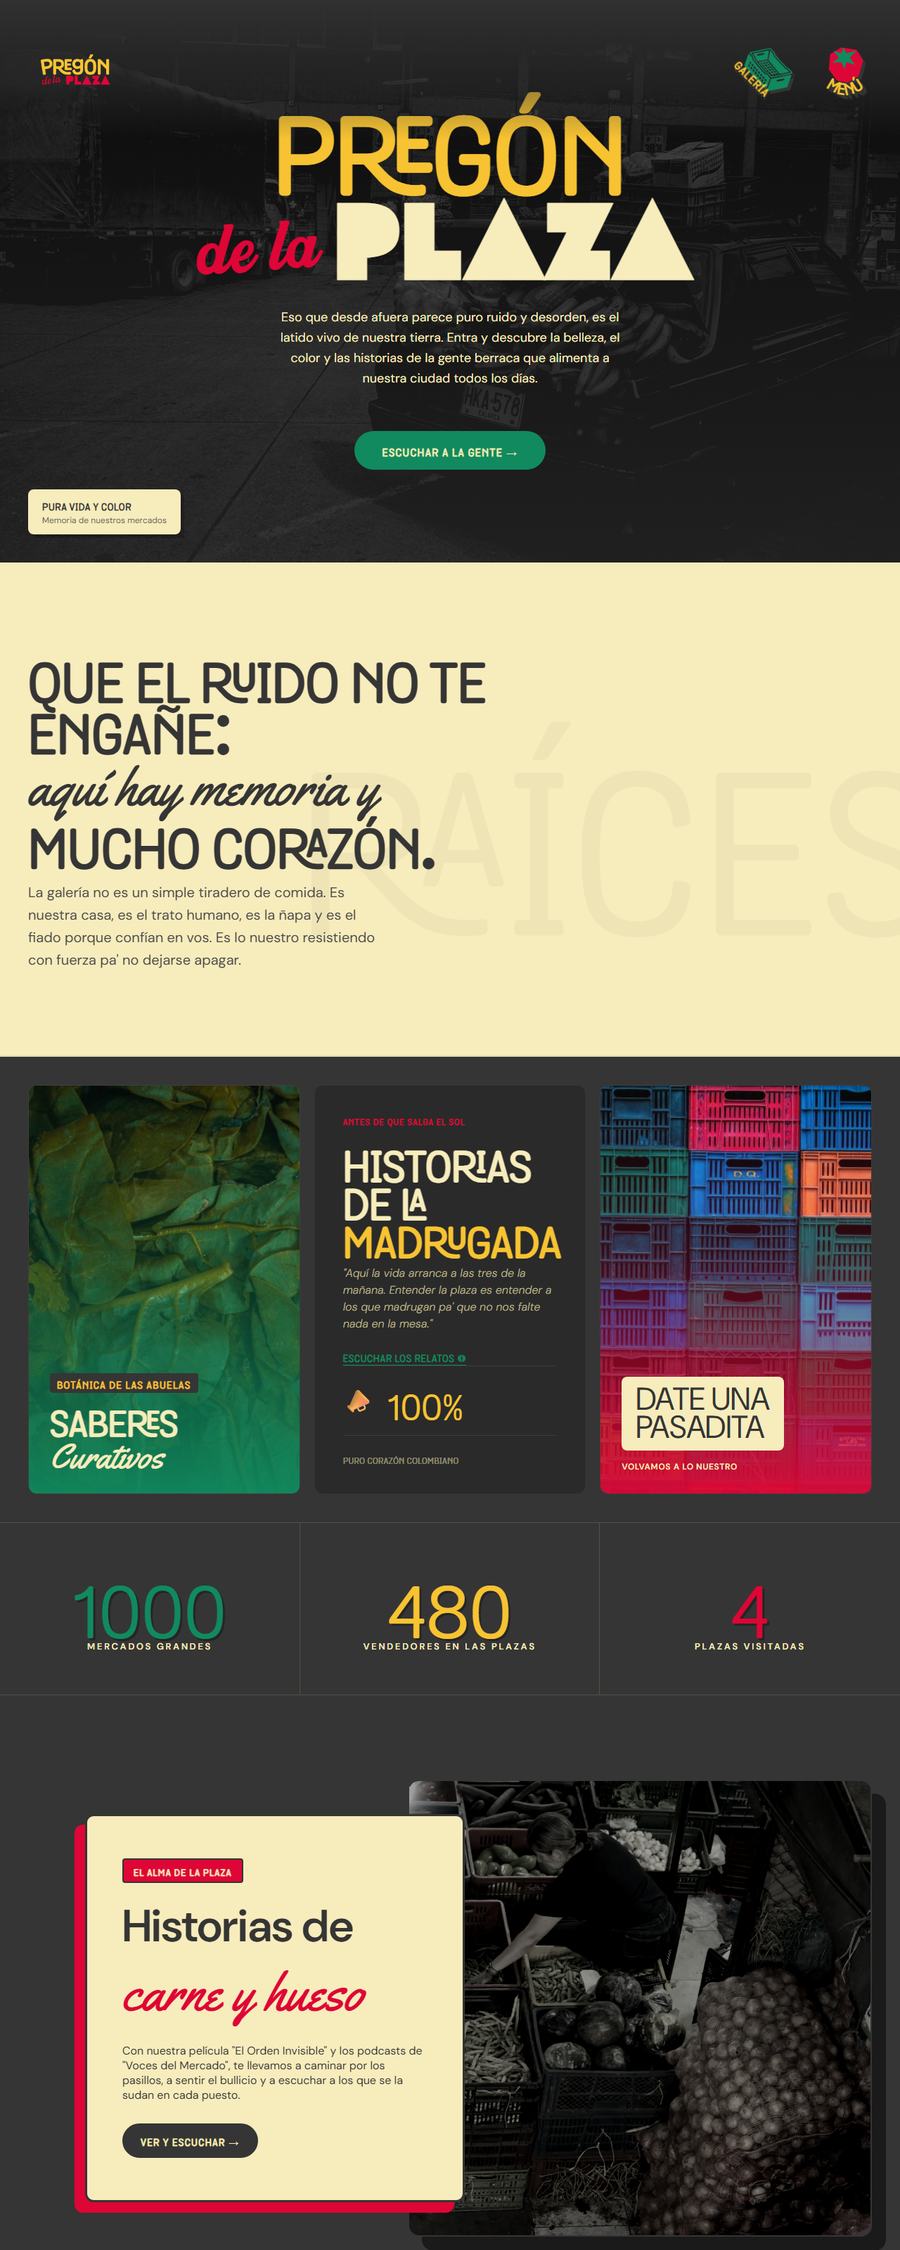 PREGÓN
de la PLAZA
GALERÍA
MENÚ
PREGÓN
de la PLAZA
Eso que desde afuera parece puro ruido y desorden, es el
latido vivo de nuestra tierra. Entra y descubre la belleza, el
color y las historias de la gente berraca que alimenta a
nuestra ciudad todos los días.
HKA-578
ESCUCHAR A LA GENTE →
PURA VIDA Y COLOR
Memoria de nuestros mercados
QUE EL RUIDO NO TE
ENGAÑE:
aquí hay memoria y
MUCHO CORAZÓN.
RAÍCES
La galería no es un simple tiradero de comida. Es
nuestra casa, es el trato humano, es la ñapa y es el
fiado porque confían en vos. Es lo nuestro resistiendo
con fuerza pa' no dejarse apagar.
BOTÁNICA DE LAS ABUELAS
SABERES
Curativos
ANTES DE QUE SALGA EL SOL
HISTORIAS
DE LA
MADRUGADA
"Aquí la vida arranca a las tres de la
mañana. Entender la plaza es entender a
los que madrugan pa' que no nos falte
nada en la mesa."
ESCUCHAR LOS RELATOS
100%
PURO CORAZÓN COLOMBIANO
D.Q.
DATE UNA
PASADITA
VOLVAMOS A LO NUESTRO
1000
MERCADOS GRANDES
480
VENDEDORES EN LAS PLAZAS
4
PLAZAS VISITADAS
EL ALMA DE LA PLAZA
Historias de
carne y hueso
Con nuestra película "El Orden Invisible" y los podcasts de
"Voces del Mercado", te llevamos a caminar por los
pasillos, a sentir el bullicio y a escuchar a los que se la
sudan en cada puesto.
VER Y ESCUCHAR →